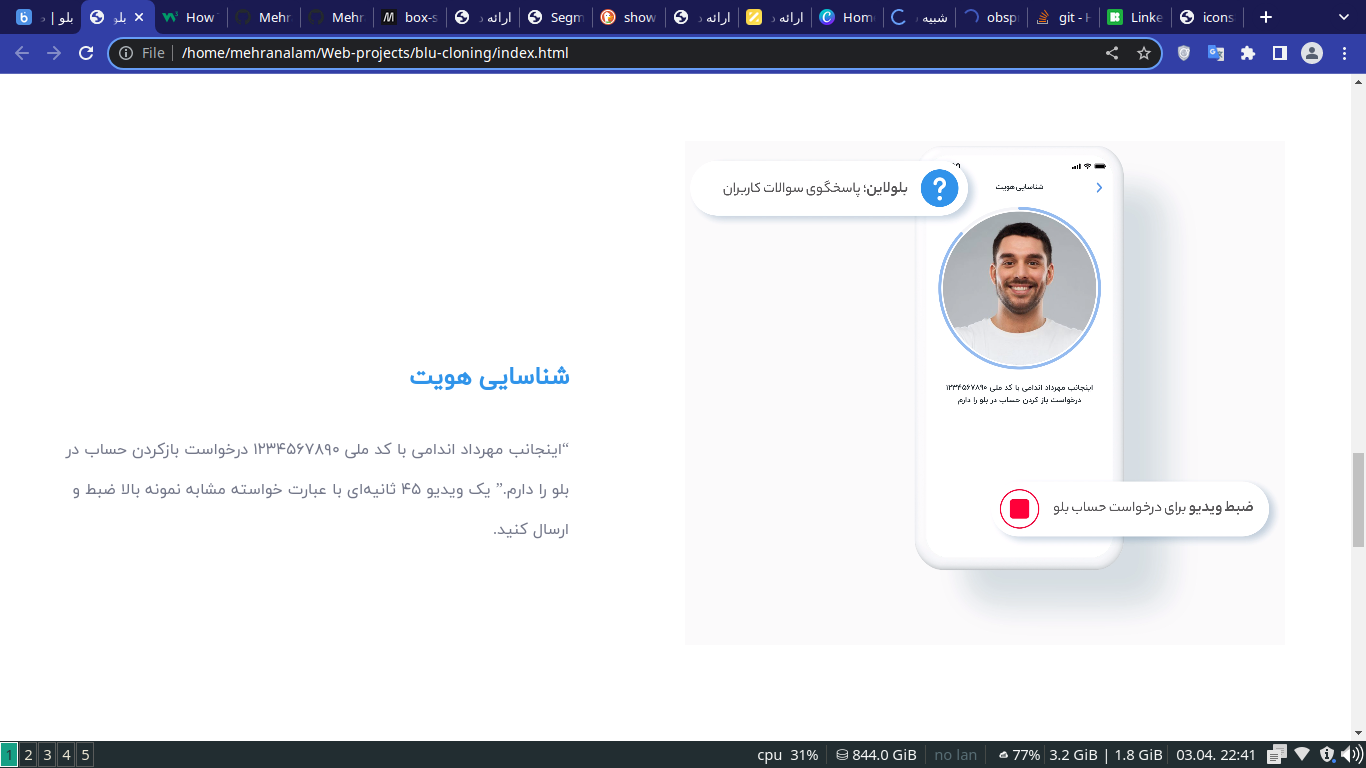 بلو | د
بلو
How
Mehr
Mehr
box-s
ارائه د
Segm
show
ارائه د
ارائه د
Hom
شبیه
obsp
git - H
Linke
icons
File | /home/mehranalam/Web-projects/blu-cloning/index.html
شناسایی هویت
بلولاین؛ پاسخگوی سوالات کاربران
?
اینجانب مهرداد اندامی با کد ملی ۱۲۳۴۵۶۷۸۹۰
درخواست باز کردن حساب در بلو را دارم.
ضبط ویدیو برای درخواست حساب بلو
شناسایی هویت
“اینجانب مهرداد اندامی با کد ملی ۱۲۳۴۵۶۷۸۹۰ درخواست بازکردن حساب در
بلو را دارم.” یک ویدیو ۴۵ ثانیه‌ای با عبارت خواسته مشابه نمونه بالا ضبط و
ارسال کنید.
1 2 3 4 5 cpu 31% 844.0 GiB no lan 77% 3.2 GiB | 1.8 GiB 03.04. 22:41